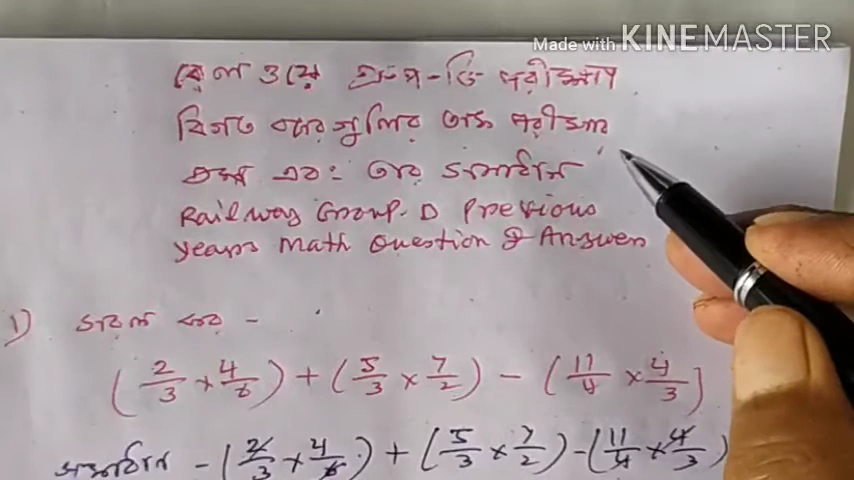 Made with KINEMASTER
রেলওয়ে গ্রুপ-ডি পরীক্ষায়
বিগত বছরগুলির অঙ্ক পরীক্ষার
প্রশ্ন এবং তার সমাধান
Railway Group-D Previous
years Math Question & Answer
1) সরল কর -
(2/3 × 4/6) + (5/3 × 7/2) - (11/4 × 4/3)
সমাধান - (2/3 × 4/6) + (5/3 × 7/2) - (11/4 × 4/3)